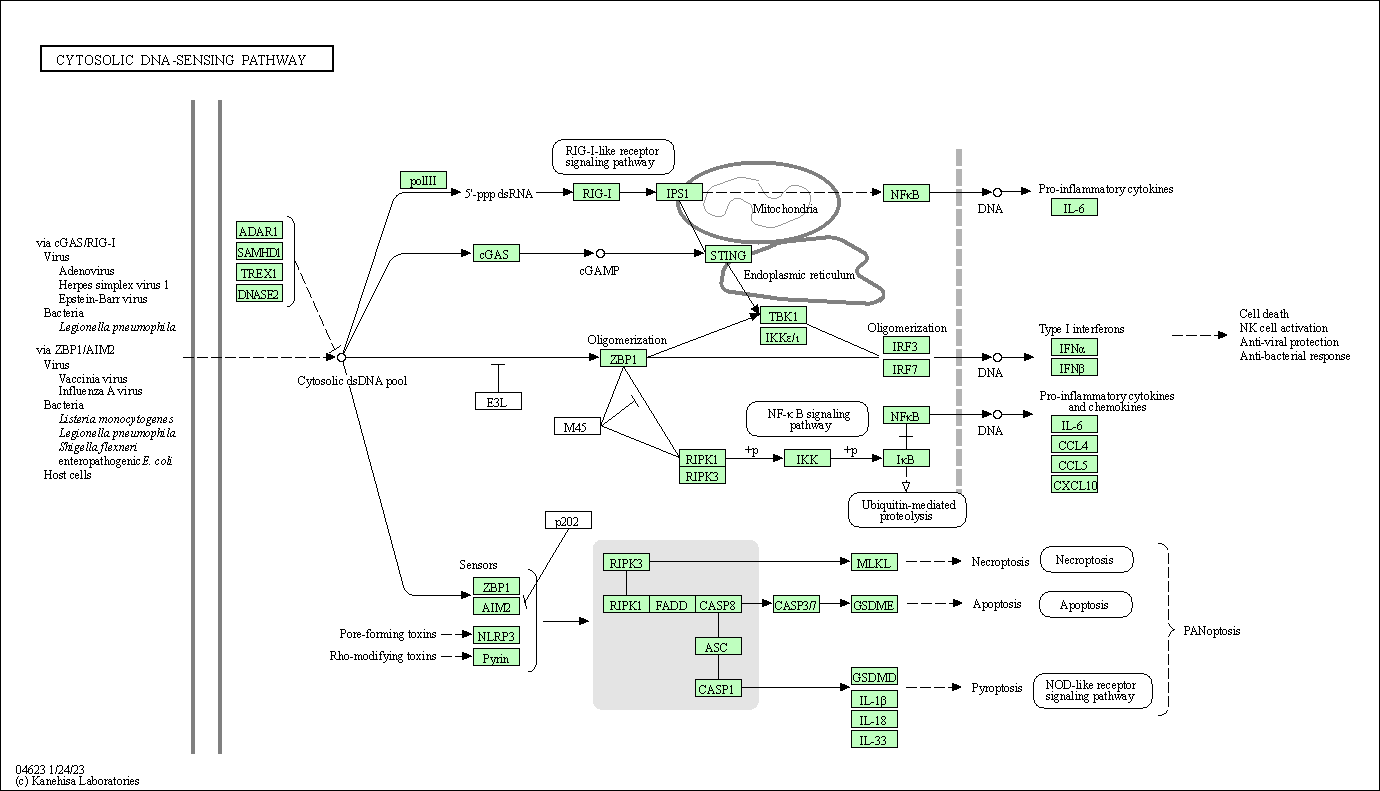 CYTOSOLIC DNA-SENSING PATHWAY
RIG-I-like receptor
signaling pathway
polIII
5'-ppp dsRNA
RIG-I
IPS1
Mitochondria
NFκB
DNA
Pro-inflammatory cytokines
IL-6
ADAR1
SAMHD1
TREX1
DNASE2
via cGAS/RIG-I
Virus
Adenovirus
Herpes simplex virus 1
Epstein-Barr virus
Bacteria
Legionella pneumophila
via ZBP1/AIM2
Virus
Vaccinia virus
Influenza A virus
Bacteria
Listeria monocytogenes
Legionella pneumophila
Shigella flexneri
enteropathogenic E. coli
Host cells
cGAS
cGAMP
STING
Endoplasmic reticulum
TBK1
IKKε/ι
Oligomerization
ZBP1
Cytosolic dsDNA pool
E3L
M45
Oligomerization
IRF3
IRF7
DNA
Type I interferons
IFNα
IFNβ
Cell death
NK cell activation
Anti-viral protection
Anti-bacterial response
NF-κ B signaling
pathway
NFκB
DNA
Pro-inflammatory cytokines
and chemokines
IL-6
CCL4
CCL5
CXCL10
RIPK1
RIPK3
+p
IKK
+p
IκB
Ubiquitin-mediated
proteolysis
p202
Sensors
ZBP1
AIM2
Pore-forming toxins
NLRP3
Rho-modifying toxins
Pyrin
RIPK3
RIPK1
FADD
CASP8
ASC
CASP1
CASP3/7
MLKL
GSDME
GSDMD
IL-1β
IL-18
IL-33
Necroptosis
Necroptosis
Apoptosis
Apoptosis
Pyroptosis
NOD-like receptor
signaling pathway
PANoptosis
04623 1/24/23
(c) Kanehisa Laboratories